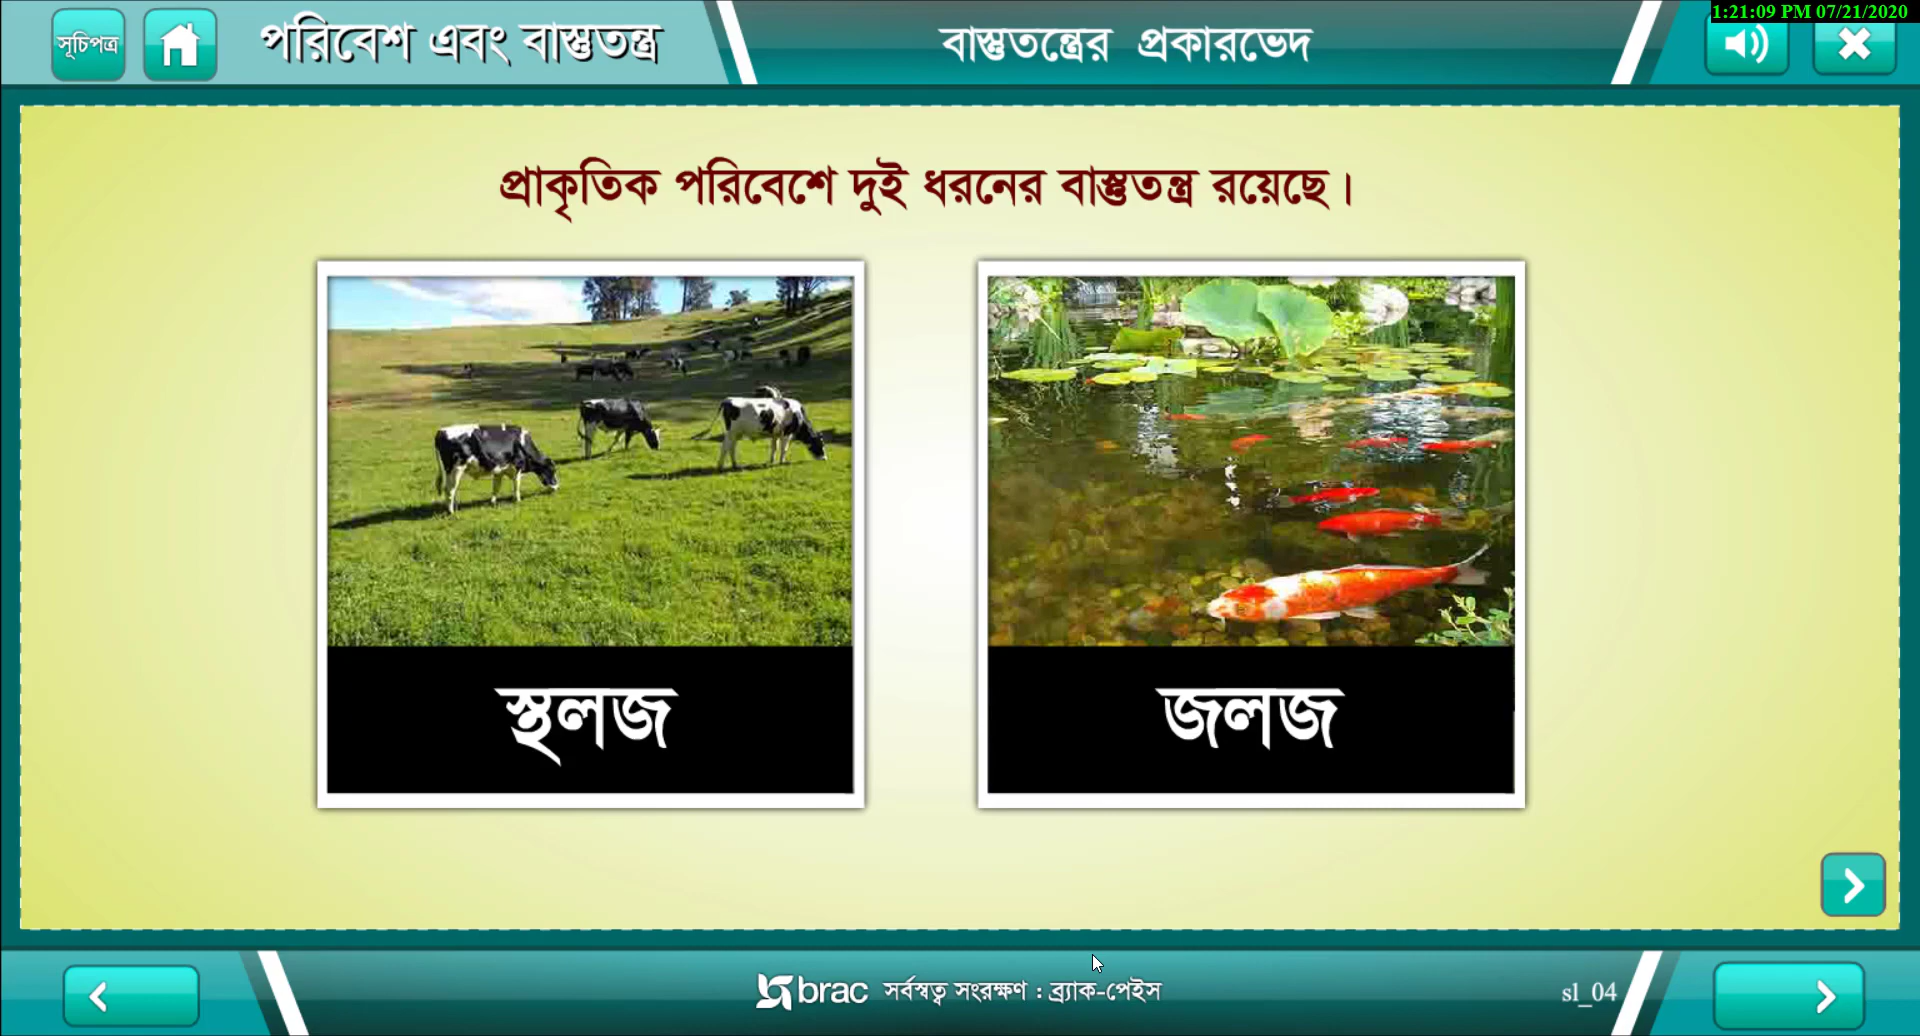 1:21:09 PM 07/21/2020
সূচিপত্র
পরিবেশ এবং বাস্তুতন্ত্র
বাস্তুতন্ত্রের প্রকারভেদ
প্রাকৃতিক পরিবেশে দুই ধরনের বাস্তুতন্ত্র রয়েছে।
স্থলজ
জলজ
brac সর্বস্বত্ব সংরক্ষণ : ব্র্যাক-পেইস
sl_04